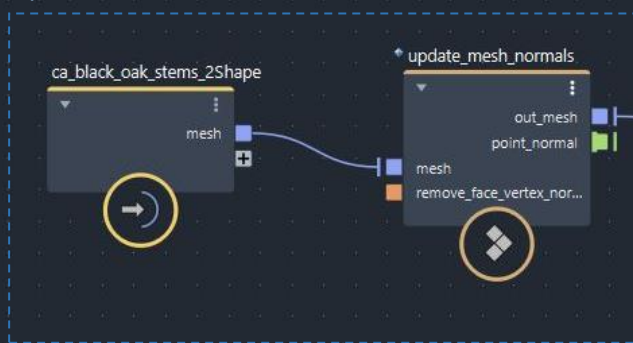 ca_black_oak_stems_2Shape
mesh
update_mesh_normals
out_mesh
point_normal
mesh
remove_face_vertex_nor...